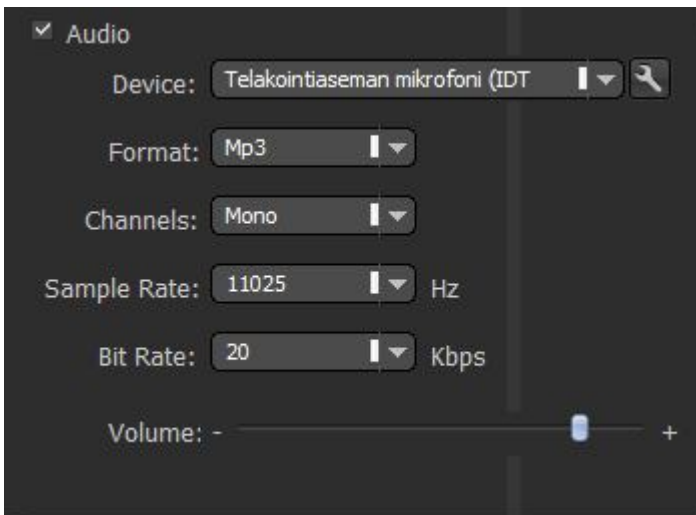 Audio
Device: Telakointiaseman mikrofoni (IDT
Format: Mp3
Channels: Mono
Sample Rate: 11025 Hz
Bit Rate: 20 Kbps
Volume: - +